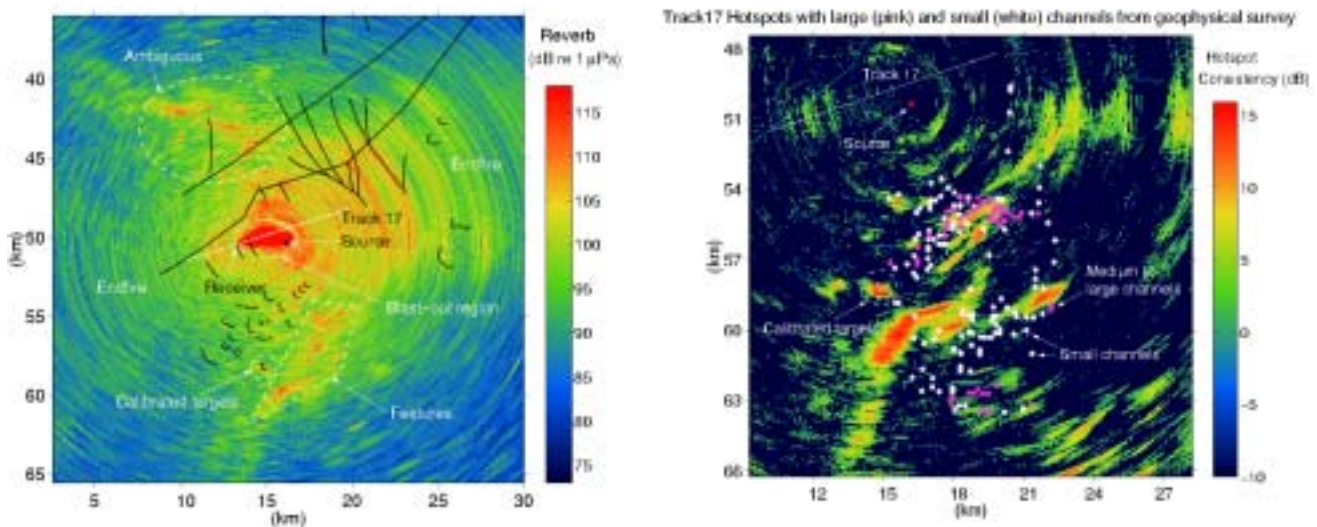 Reverb
(dB re 1 µPa)
Ambiguous
Endfire
Track 17
Source
Endfire
Receiver
Blast-out region
Calibrated targets
Features
40
45
50
55
60
65
(km)
5
10
15
20
25
30
(km)
115
110
105
100
95
90
85
80
75
Track17 Hotspots with large (pink) and small (white) channels from geophysical survey
Hotspot
Consistency (dB)
Track 17
Source
Medium to
large channels
Calibrated targets
Small channels
48
51
54
57
60
63
66
(km)
12
15
18
21
24
27
(km)
15
10
5
0
−5
−10